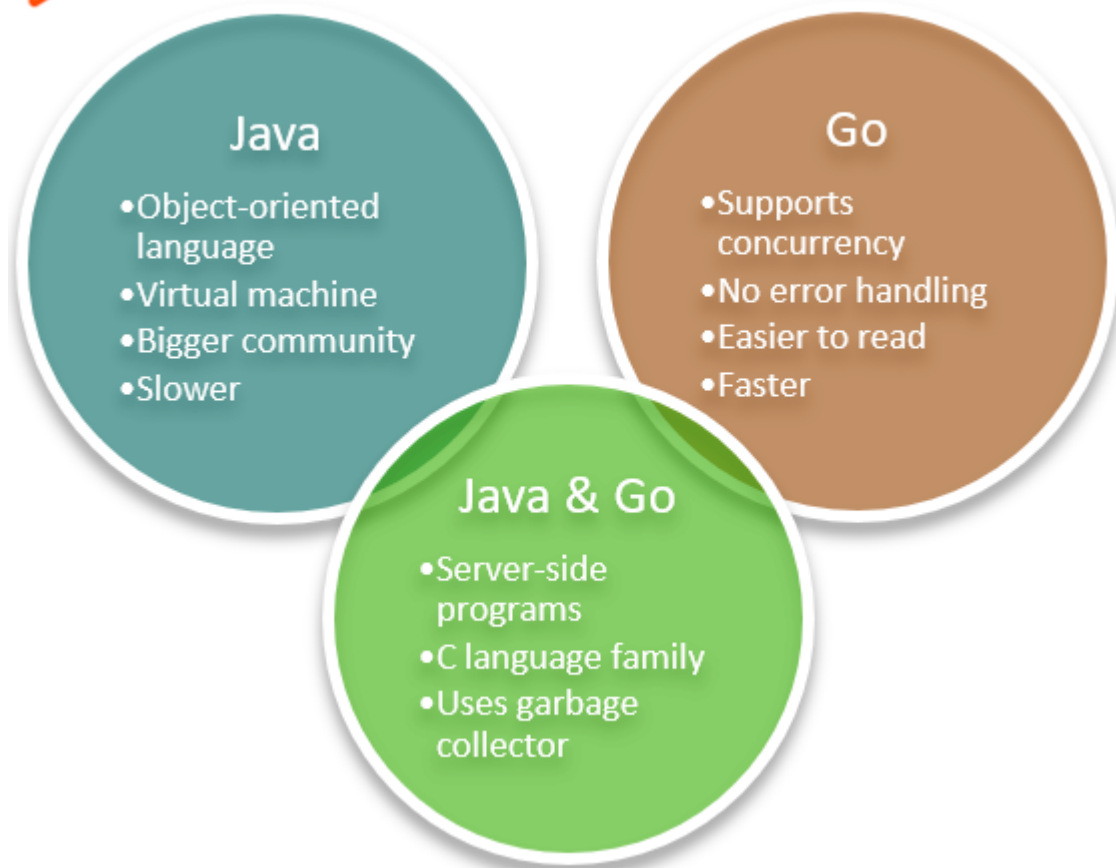 Java
•Object-oriented
language
•Virtual machine
•Bigger community
•Slower
Go
•Supports
concurrency
•No error handling
•Easier to read
•Faster
Java & Go
•Server-side
programs
•C language family
•Uses garbage
collector